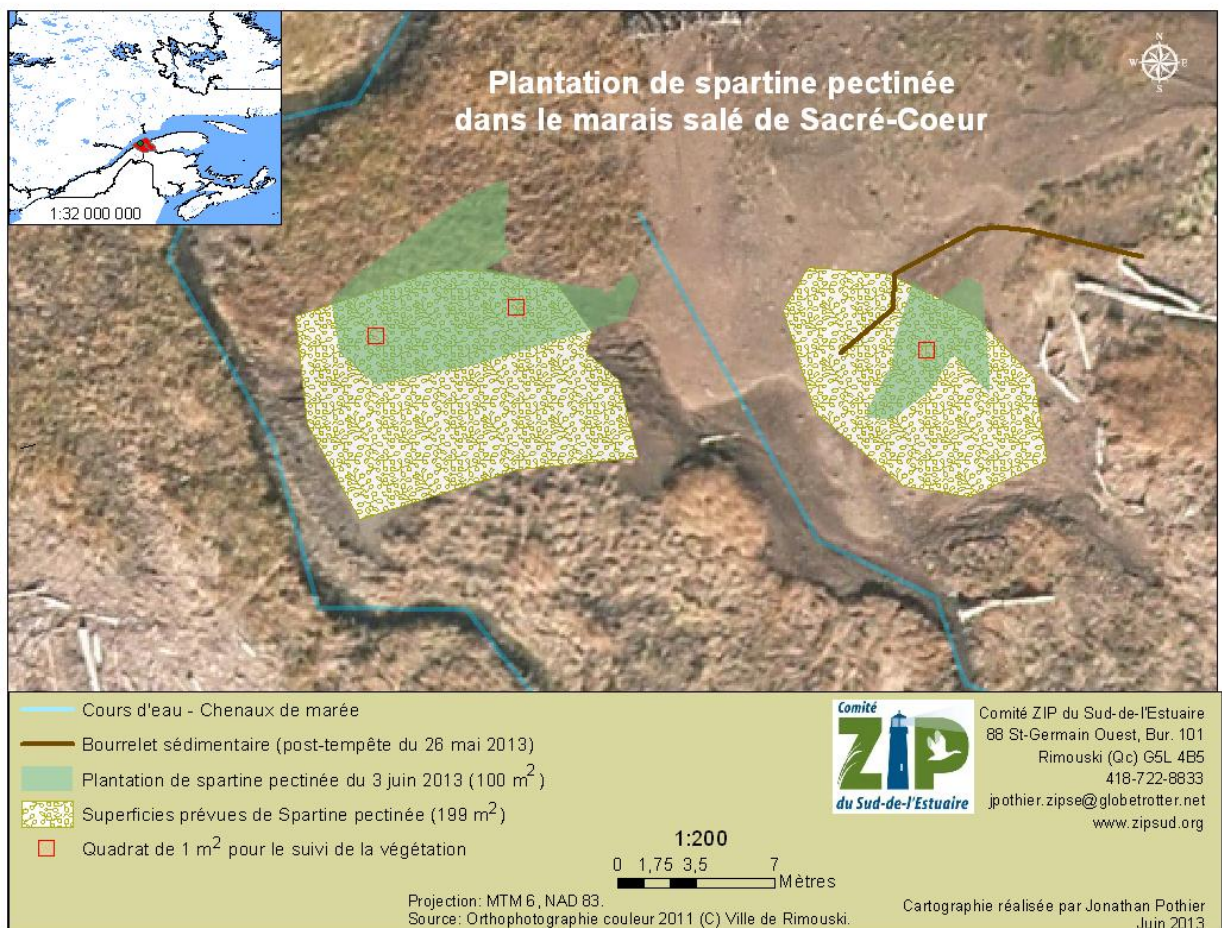 Plantation de spartine pectinée
dans le marais salé de Sacré-Coeur
N
W E
S
1:32 000 000
Cours d'eau - Chenaux de marée
Bourrelet sédimentaire (post-tempête du 26 mai 2013)
Plantation de spartine pectinée du 3 juin 2013 (100 m²)
Superficies prévues de Spartine pectinée (199 m²)
Quadrat de 1 m² pour le suivi de la végétation
1:200
0 1,75 3,5 7
Mètres
Projection: MTM 6, NAD 83.
Source: Orthophotographie couleur 2011 (C) Ville de Rimouski.
Comité
ZIP
du Sud-de-l'Estuaire
Comité ZIP du Sud-de-l'Estuaire
88 St-Germain Ouest, Bur. 101
Rimouski (Qc) G5L 4B5
418-722-8833
jpothier.zipse@globetrotter.net
www.zipsud.org
Cartographie réalisée par Jonathan Pothier
Juin 2013